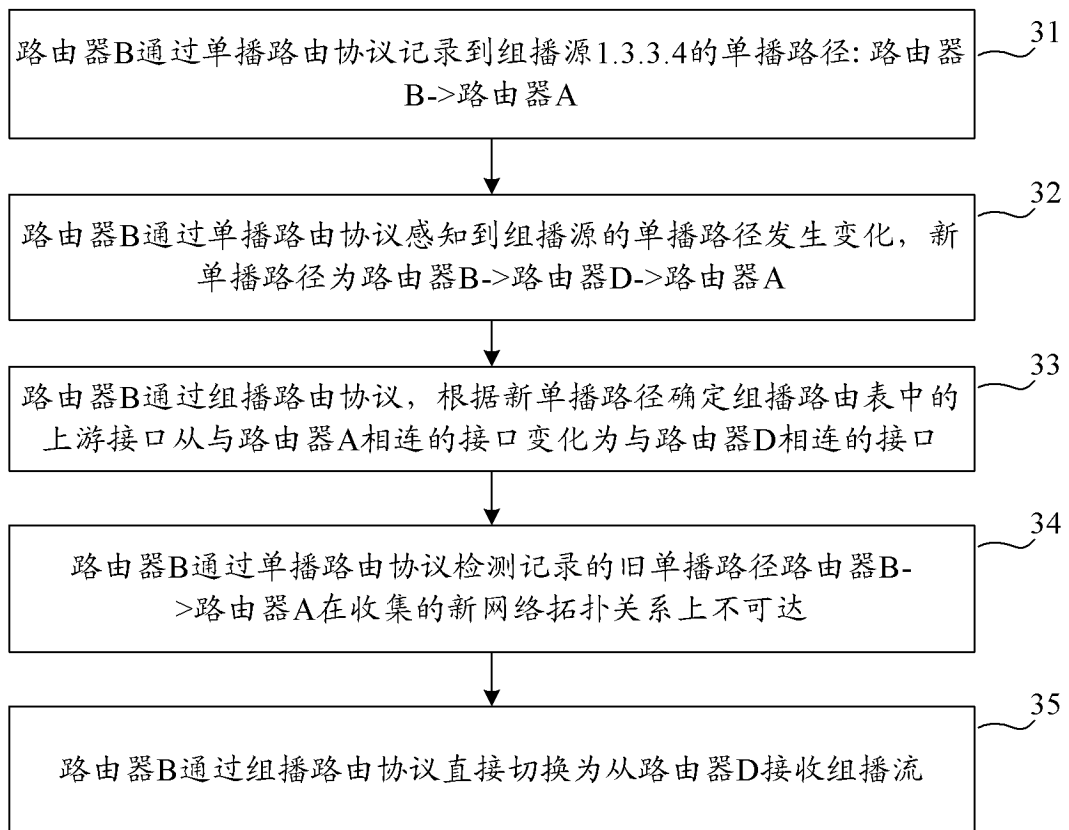 31
路由器B通过单播路由协议记录到组播源1.3.3.4的单播路径: 路由器
B->路由器A
32
路由器B通过单播路由协议感知到组播源的单播路径发生变化，新
单播路径为路由器B->路由器D->路由器A
33
路由器B通过组播路由协议，根据新单播路径确定组播路由表中的
上游接口从与路由器A相连的接口变化为与路由器D相连的接口
34
路由器B通过单播路由协议检测记录的旧单播路径路由器B-
>路由器A在收集的新网络拓扑关系上不可达
35
路由器B通过组播路由协议直接切换为从路由器D接收组播流